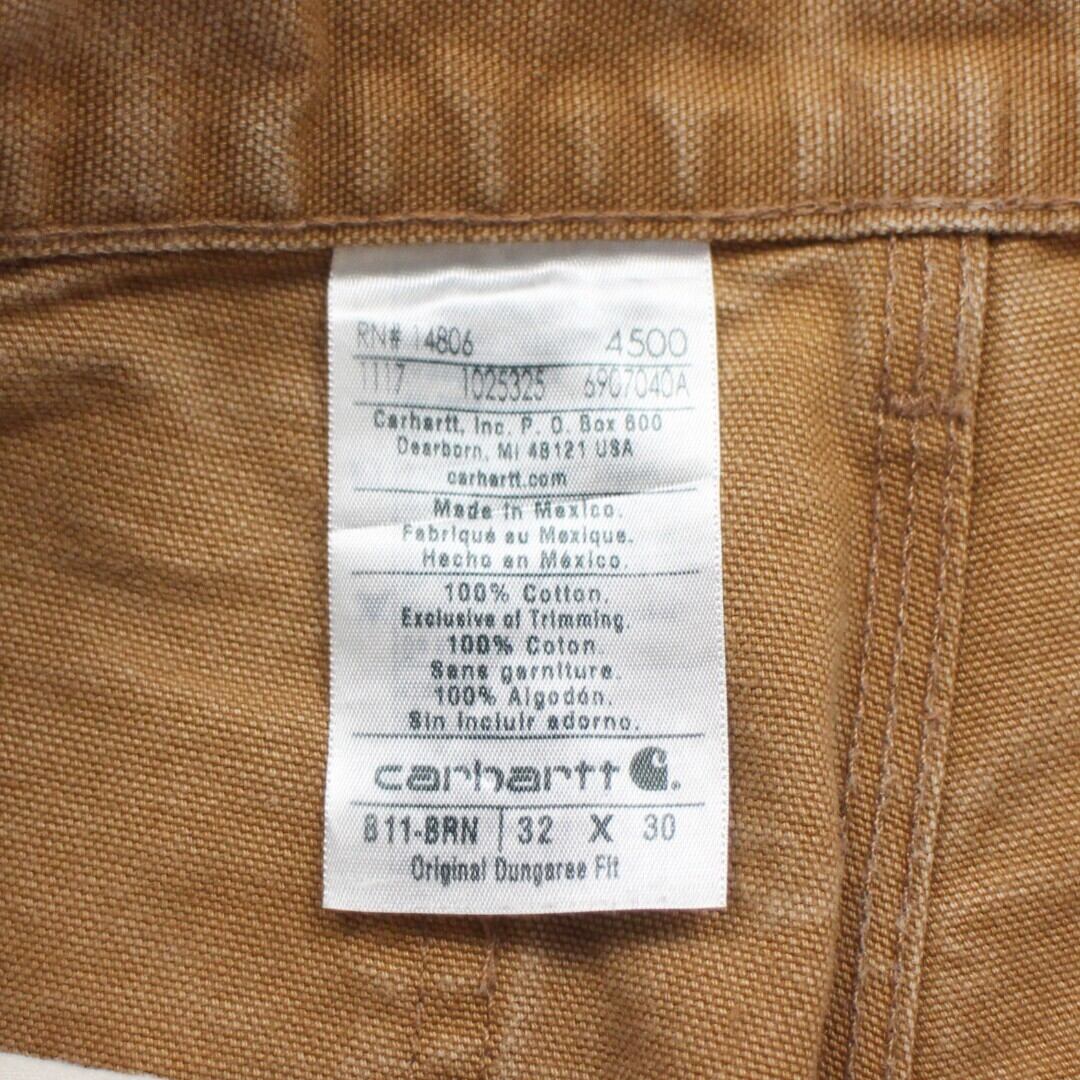 RN# 14806 4500
1117 1025325 6907040A
Carhartt, Inc. P. O. Box 600
Dearborn, MI 48121 USA
carhartt.com
Made in Mexico.
Fabriqué au Mexique.
Hecho en México.
100% Cotton.
Exclusive of Trimming.
100% Coton.
Sans garniture.
100% Algodón.
Sin incluir adorno.
carhartt
B11-BRN 32 X 30
Original Dungaree Fit